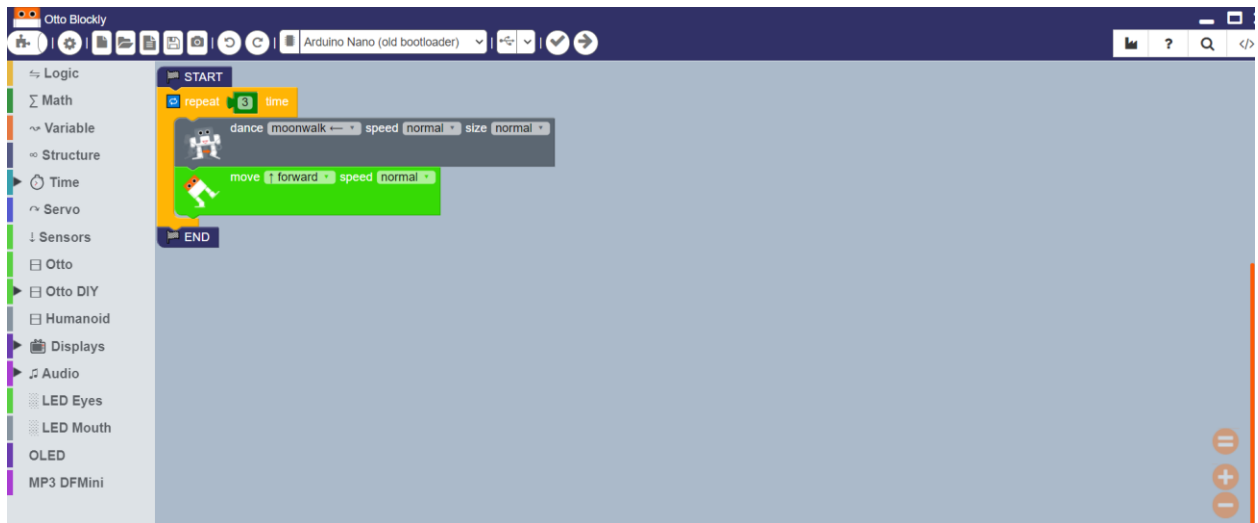 Otto Blockly
Arduino Nano (old bootloader)
?
</>
Logic
∑ Math
Variable
∞ Structure
Time
Servo
↓ Sensors
Otto
Otto DIY
Humanoid
Displays
♫ Audio
LED Eyes
LED Mouth
OLED
MP3 DFMini
START
repeat 3 time
dance moonwalk ← speed normal size normal
move ↑ forward speed normal
END